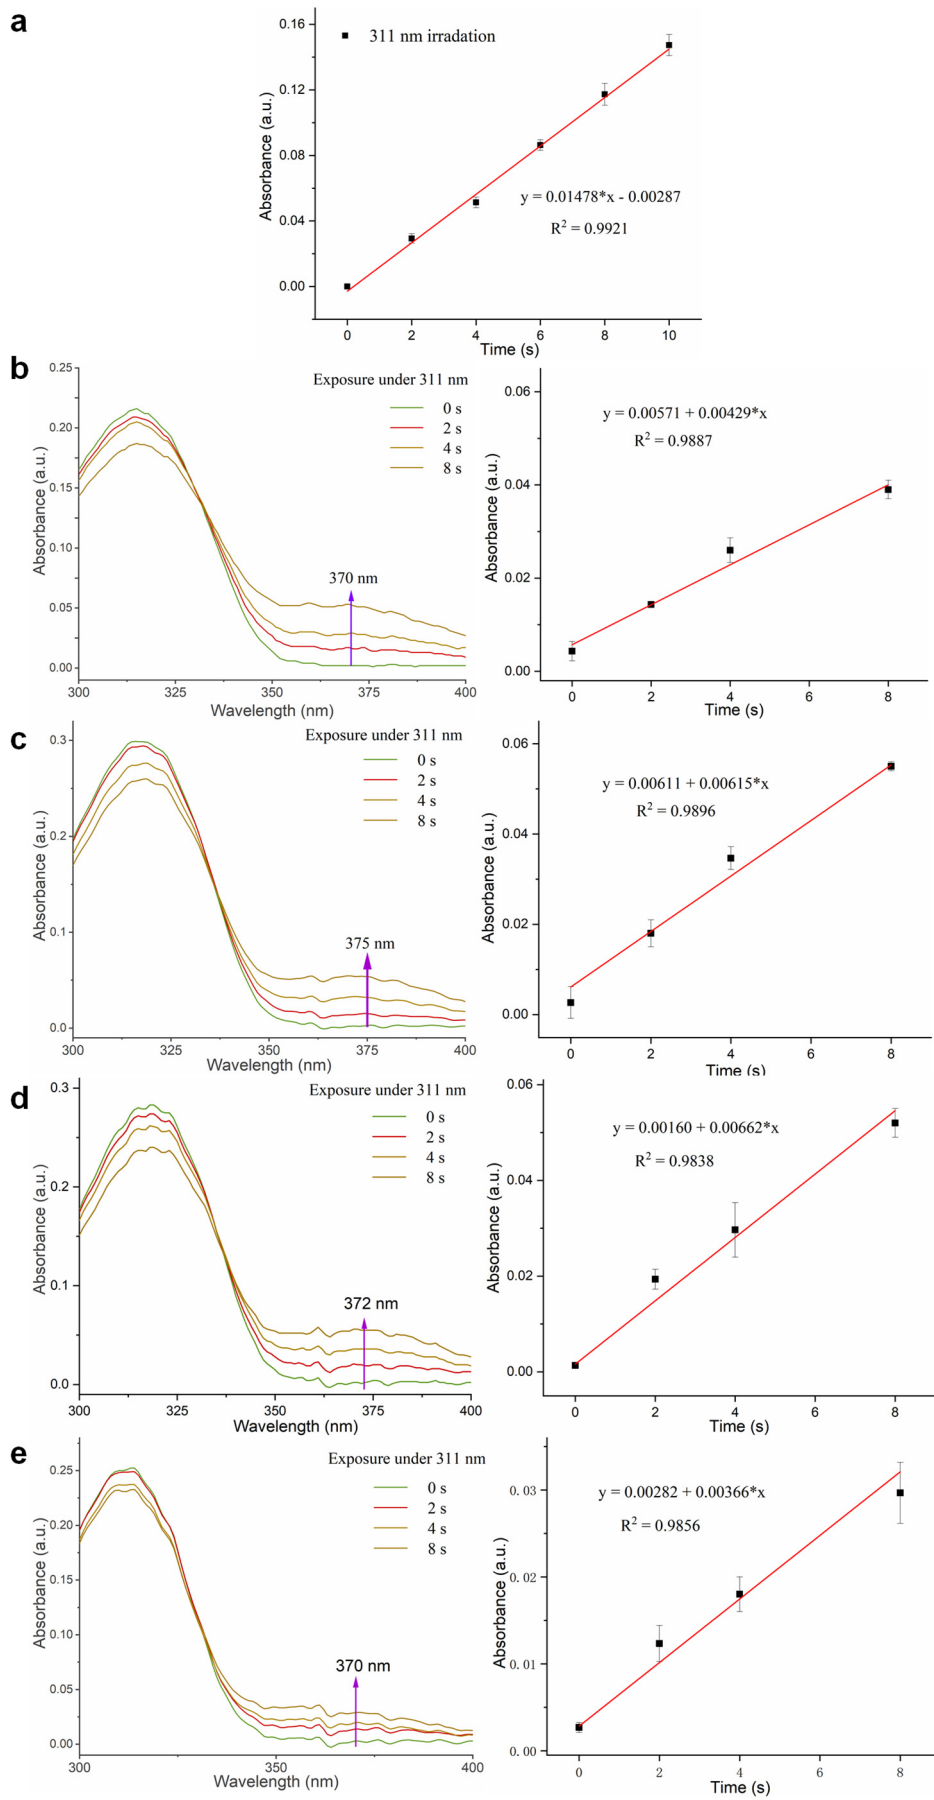 a
0.16
311 nm irradation
0.12
0.08
0.04
0.00
Absorbance (a.u.)
y = 0.01478*x - 0.00287
R² = 0.9921
0 2 4 6 8 10
Time (s)
b
0.25
0.20
0.15
0.10
0.05
0.00
Absorbance (a.u.)
Exposure under 311 nm
0 s
2 s
4 s
8 s
370 nm
300 325 350 375 400
Wavelength (nm)
0.06
0.04
0.02
0.00
Absorbance (a.u.)
y = 0.00571 + 0.00429*x
R² = 0.9887
0 2 4 6 8
Time (s)
c
0.3
0.2
0.1
0.0
Absorbance (a.u.)
Exposure under 311 nm
0 s
2 s
4 s
8 s
375 nm
300 325 350 375 400
Wavelength (nm)
0.06
0.04
0.02
0.00
Absorbance (a.u.)
y = 0.00611 + 0.00615*x
R² = 0.9896
0 2 4 6 8
Time (s)
d
0.3
0.2
0.1
0.0
Absorbance (a.u.)
Exposure under 311 nm
0 s
2 s
4 s
8 s
372 nm
300 325 350 375 400
Wavelength (nm)
0.06
0.04
0.02
0.00
Absorbance (a.u.)
y = 0.00160 + 0.00662*x
R² = 0.9838
0 2 4 6 8
Time (s)
e
0.25
0.20
0.15
0.10
0.05
0.00
Absorbance (a.u.)
Exposure under 311 nm
0 s
2 s
4 s
8 s
370 nm
300 325 350 375 400
Wavelength (nm)
0.03
0.02
0.01
0.00
Absorbance (a.u.)
y = 0.00282 + 0.00366*x
R² = 0.9856
0 2 4 6 8
Time (s)